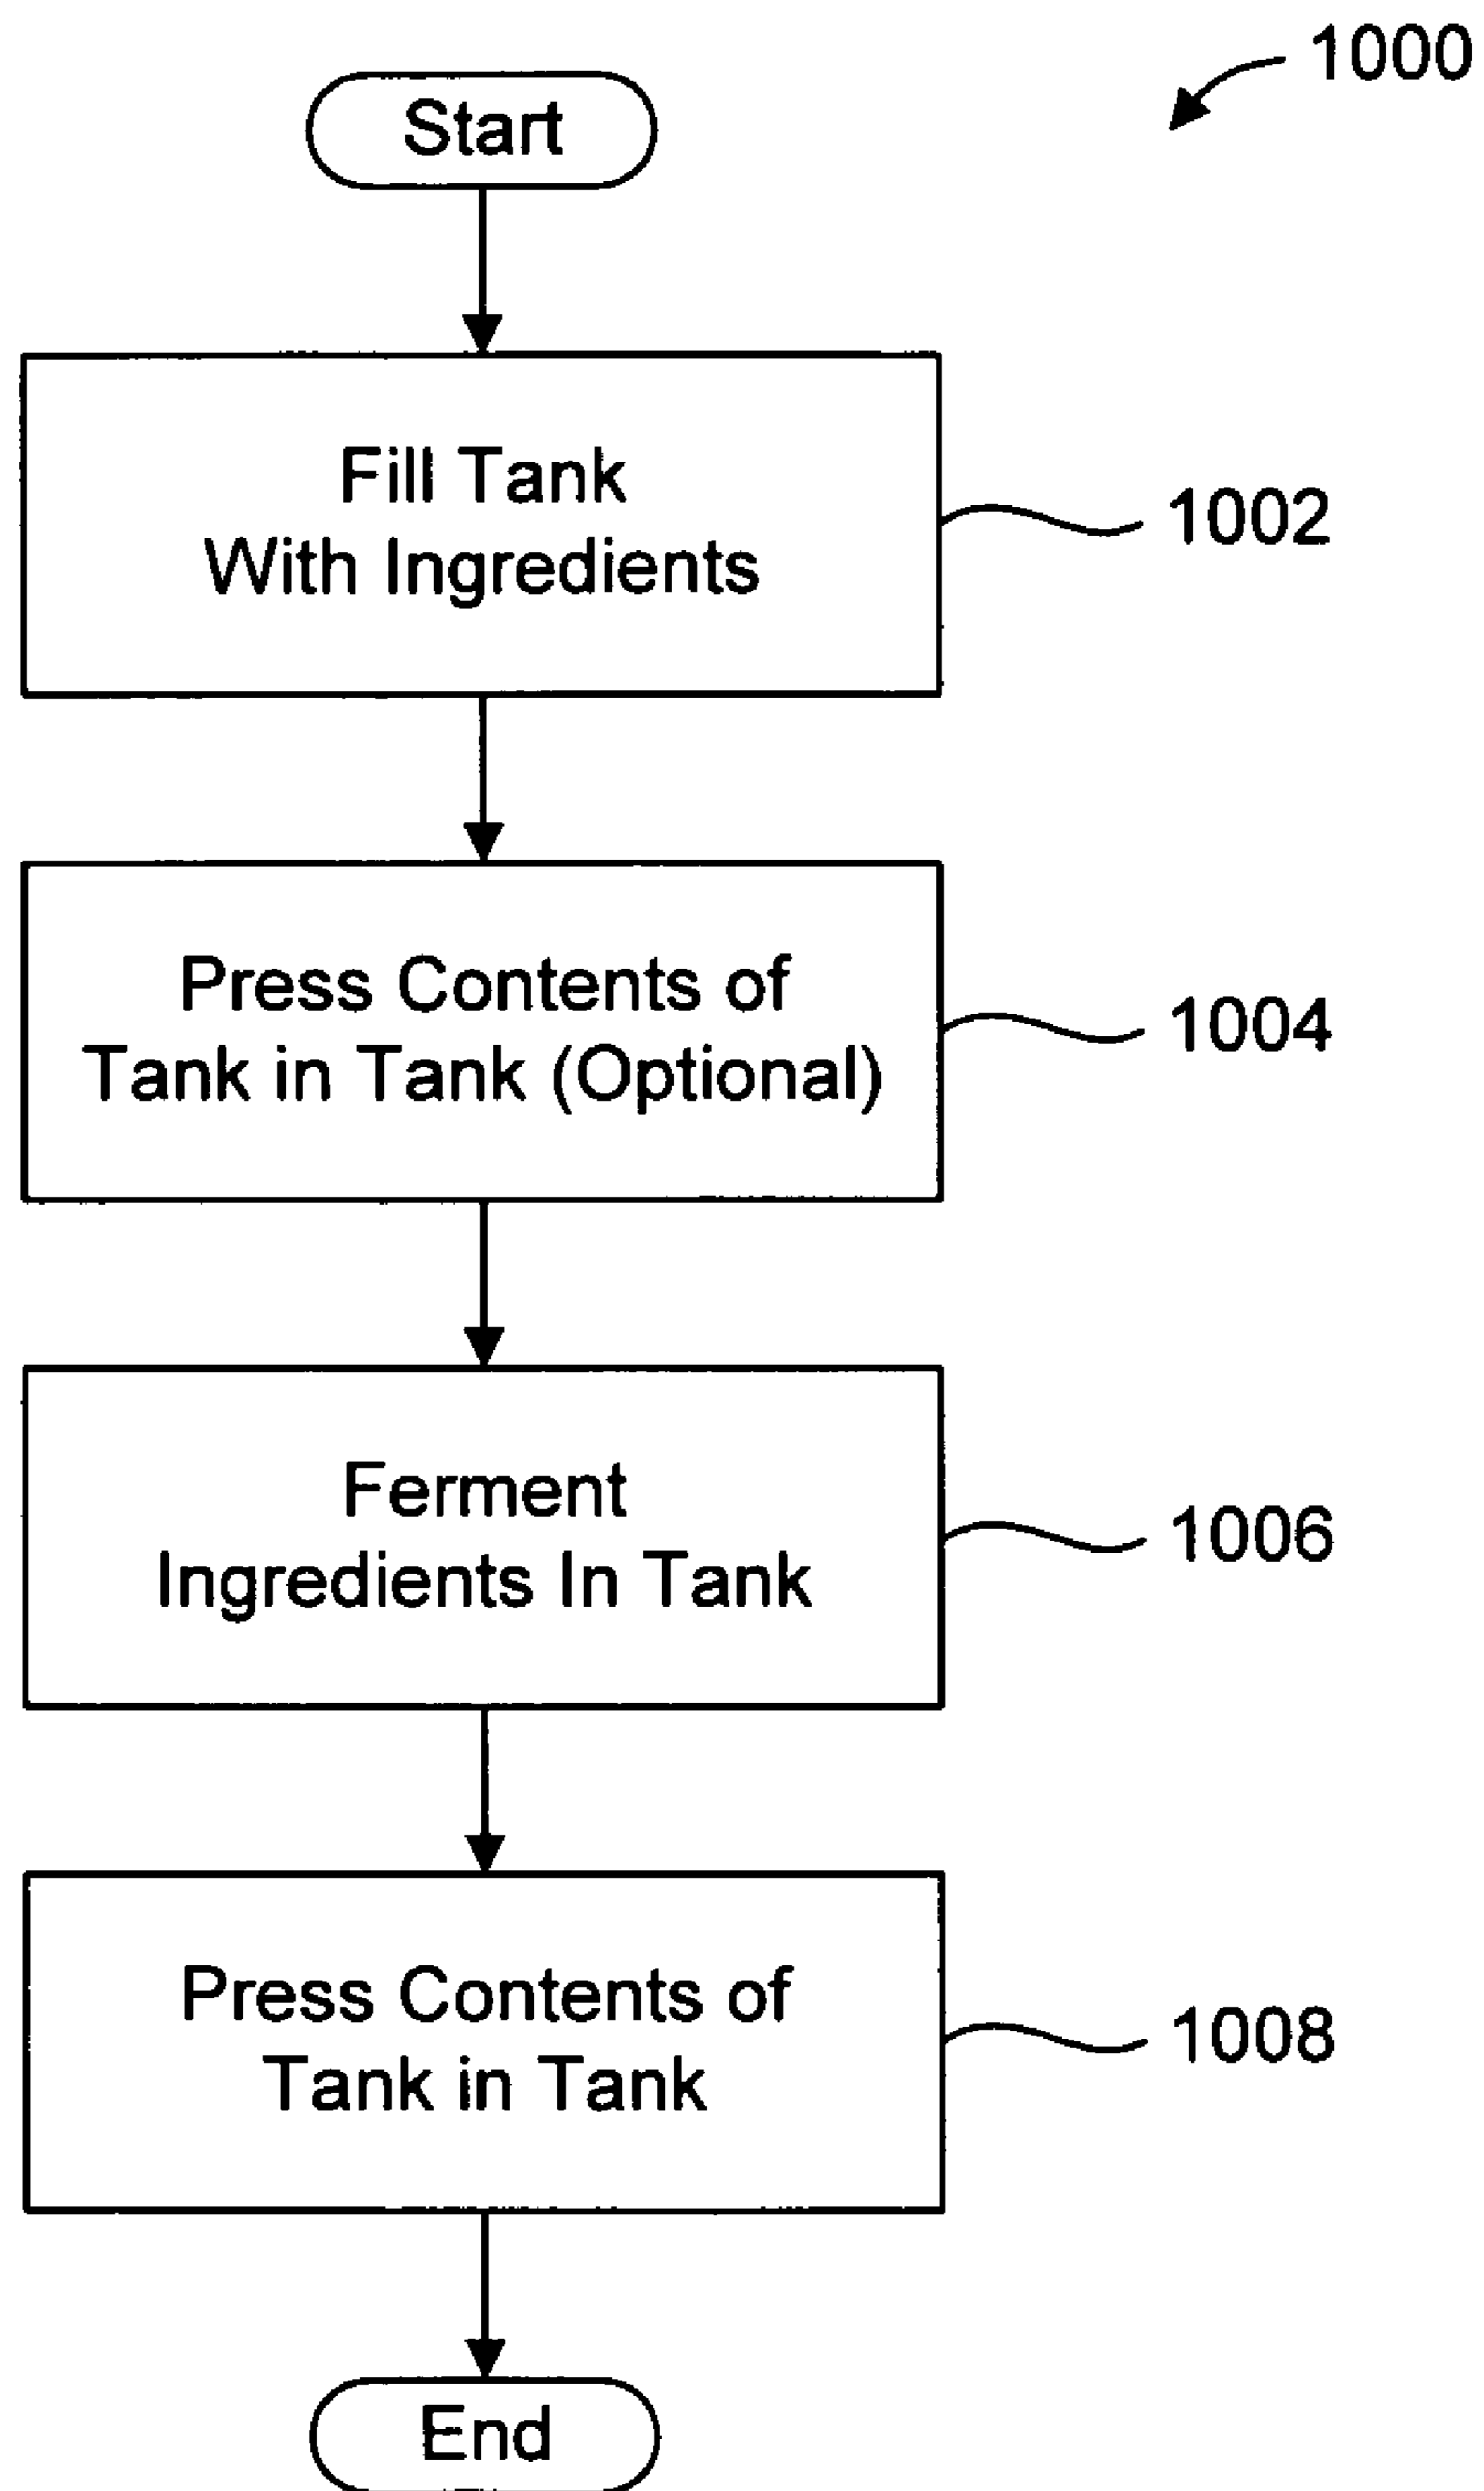 1000
Start
Fill Tank
With Ingredients
1002
Press Contents of
Tank in Tank (Optional)
1004
Ferment
Ingredients In Tank
1006
Press Contents of
Tank in Tank
1008
End